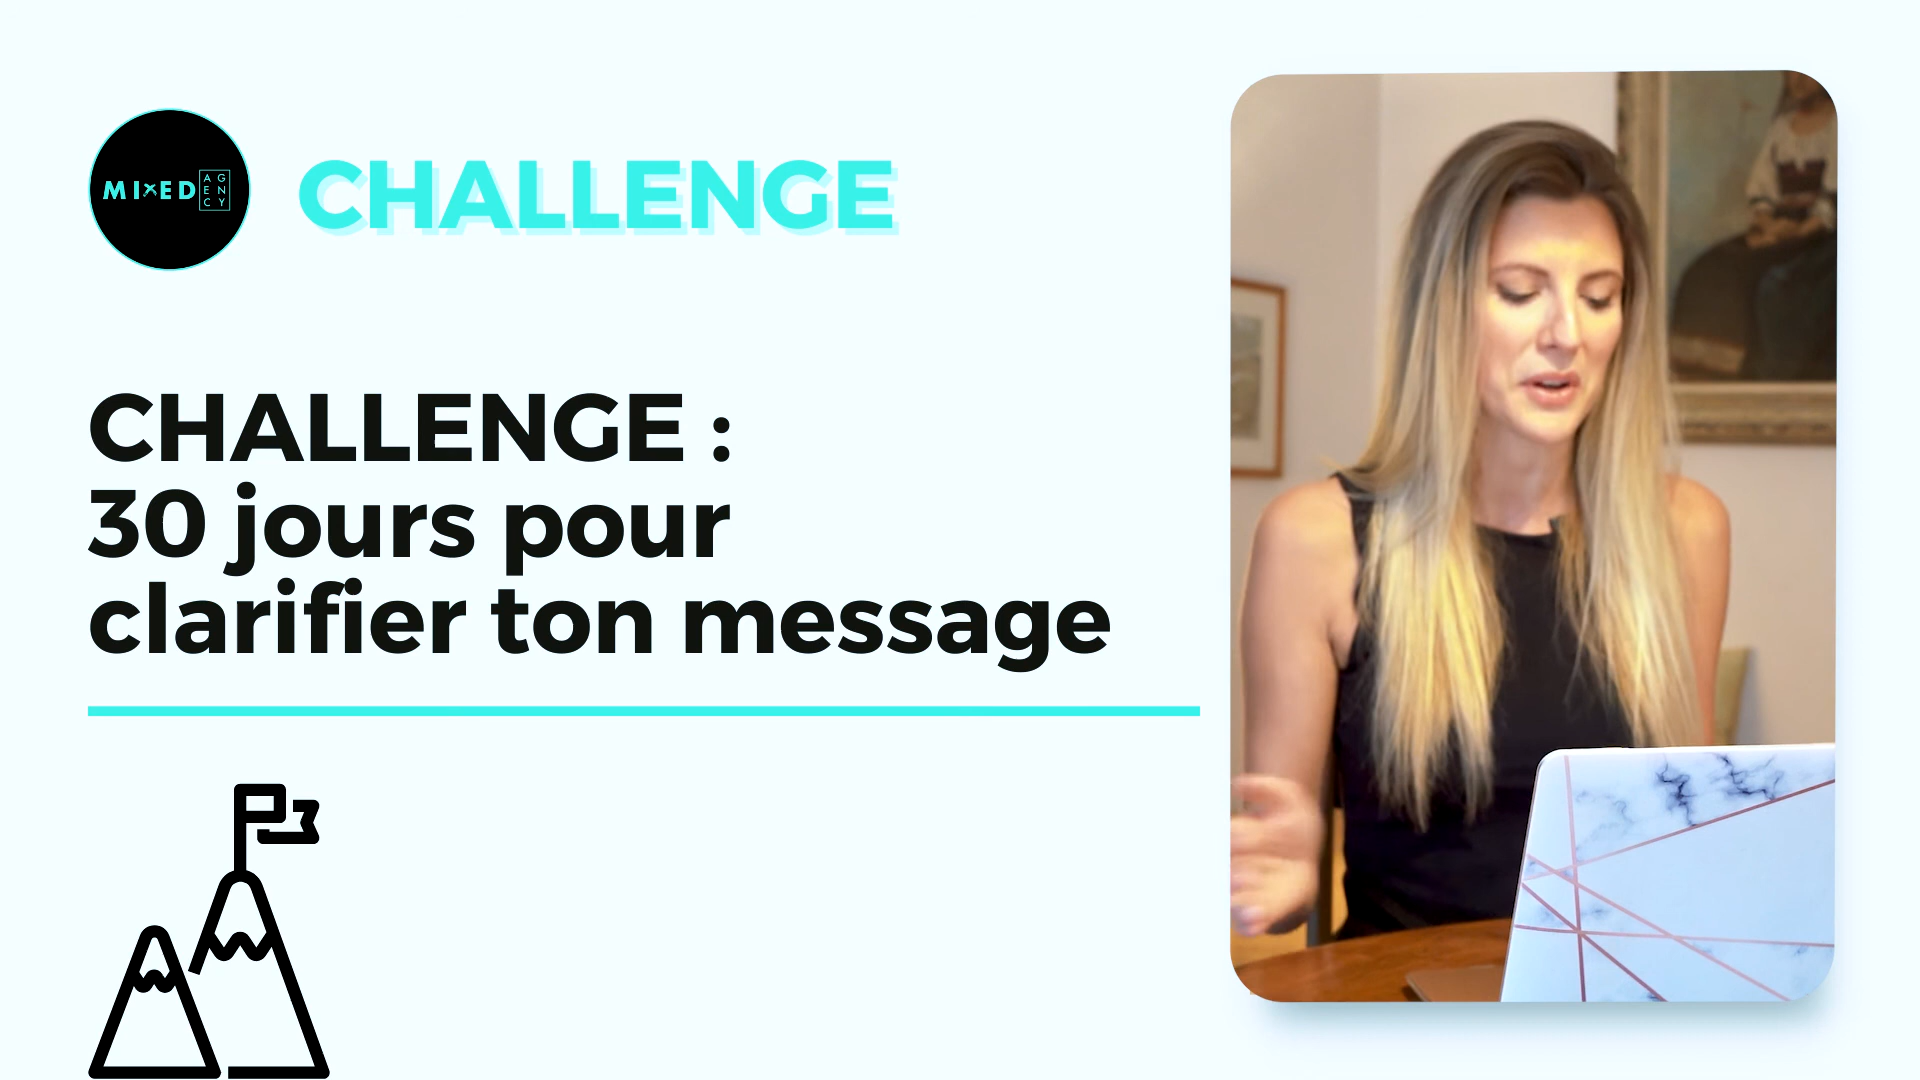 MIXED AGENCY
CHALLENGE
CHALLENGE :
30 jours pour
clarifier ton message